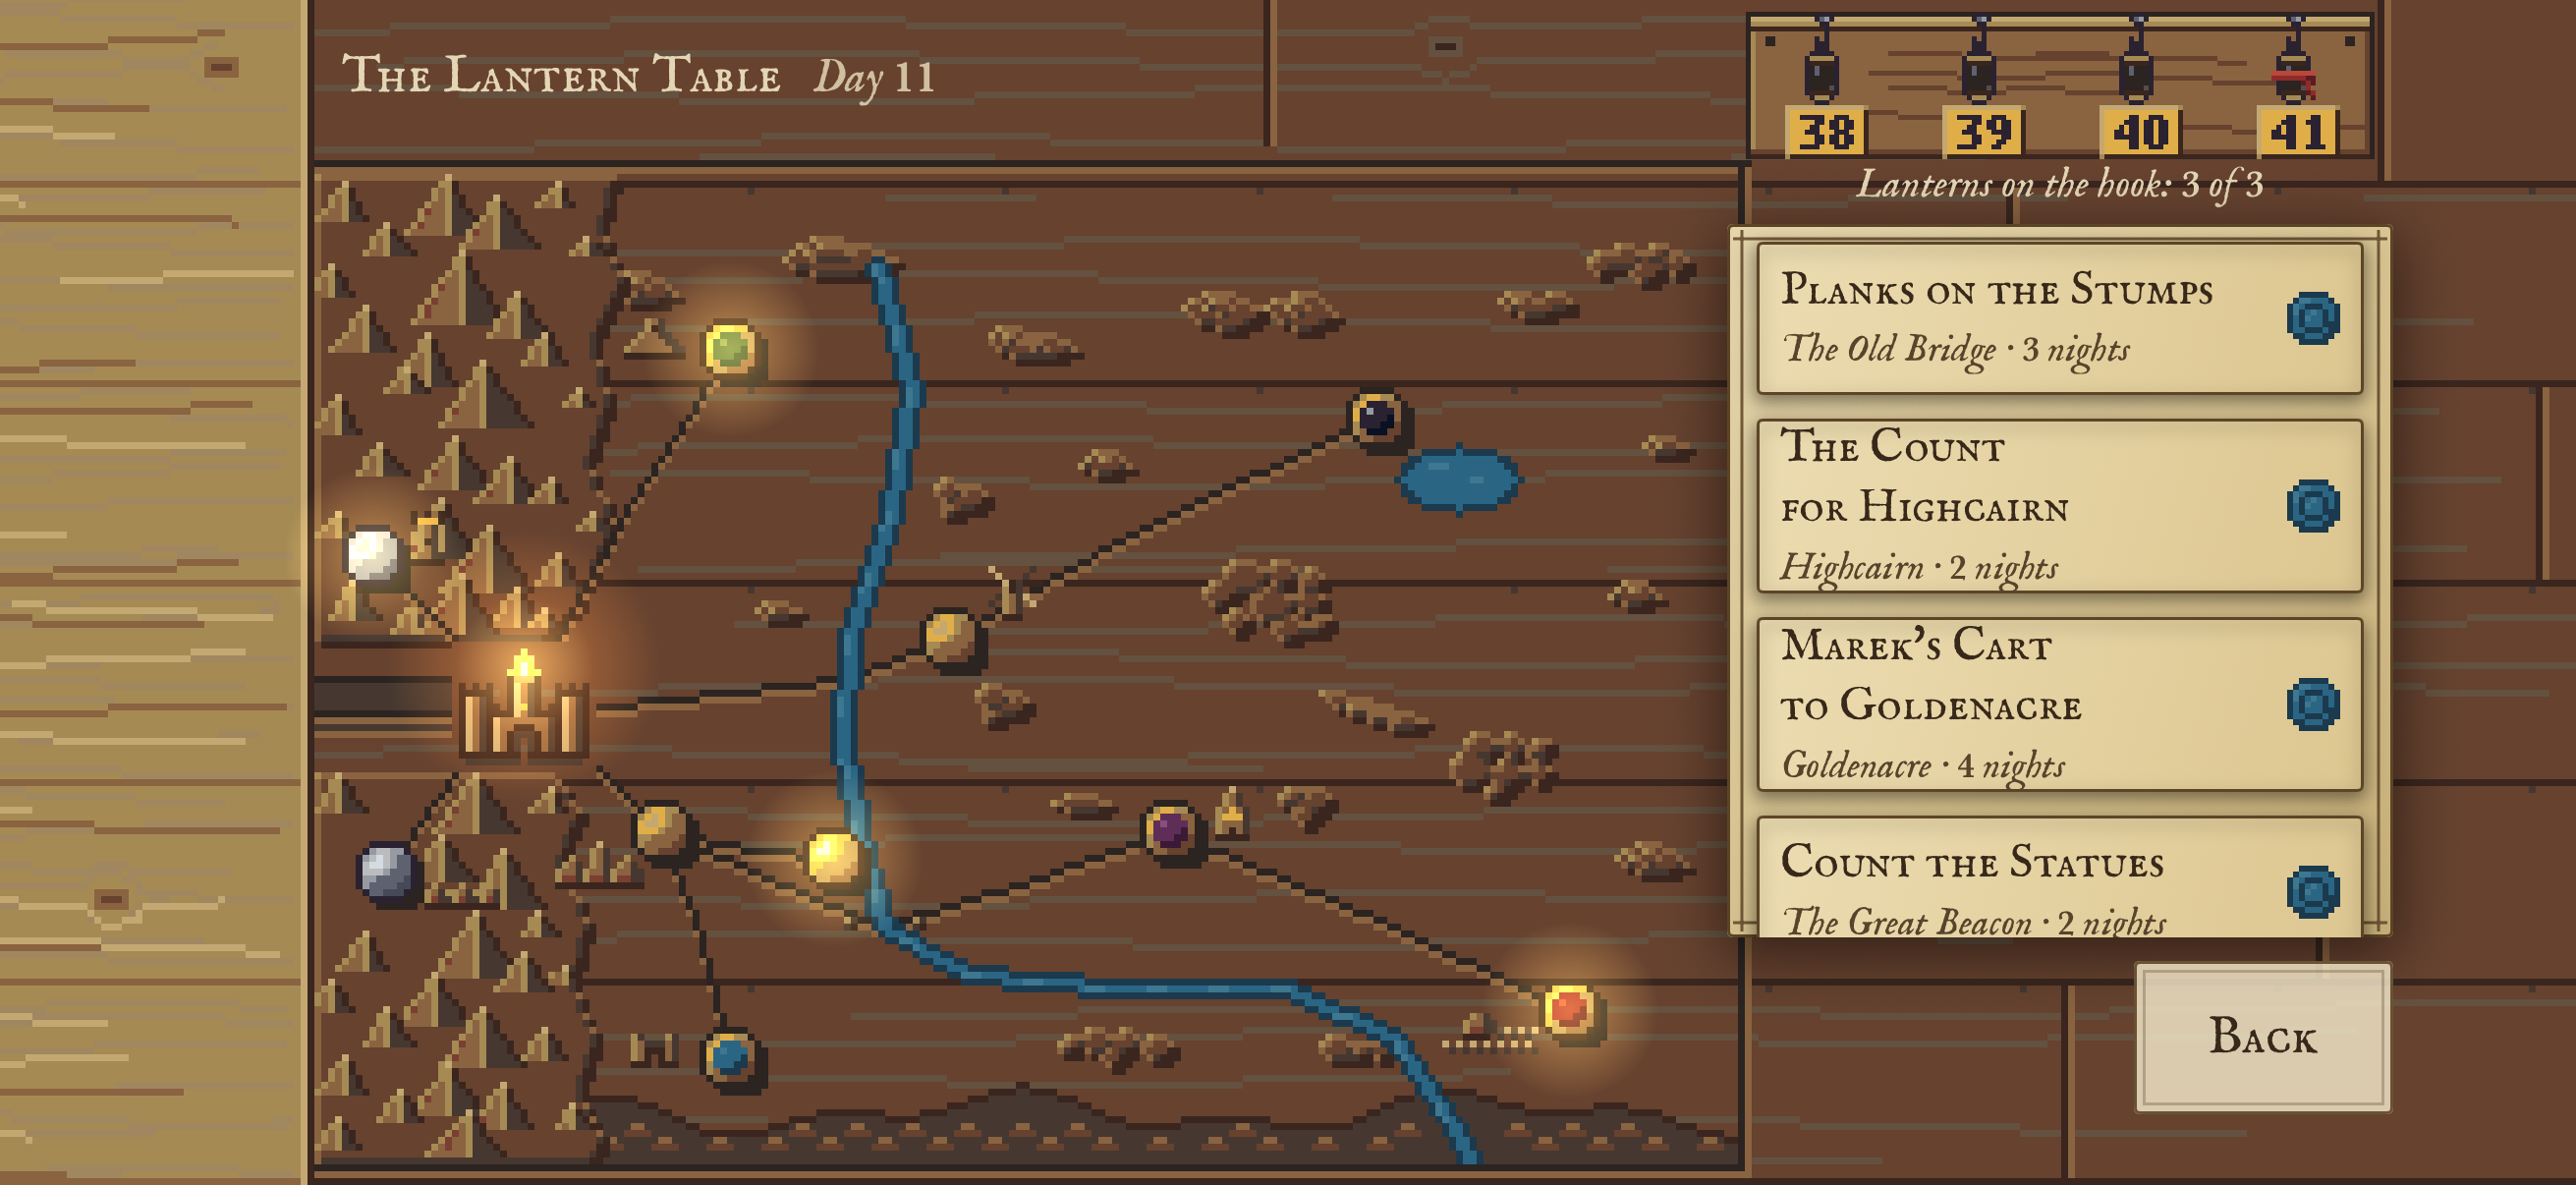 The Lantern Table Day 11
38 39 40 41
Lanterns on the hook: 3 of 3
Planks on the Stumps
The Old Bridge · 3 nights
The Count
for Highcairn
Highcairn · 2 nights
Marek's Cart
to Goldenacre
Goldenacre · 4 nights
Count the Statues
The Great Beacon · 2 nights
Back